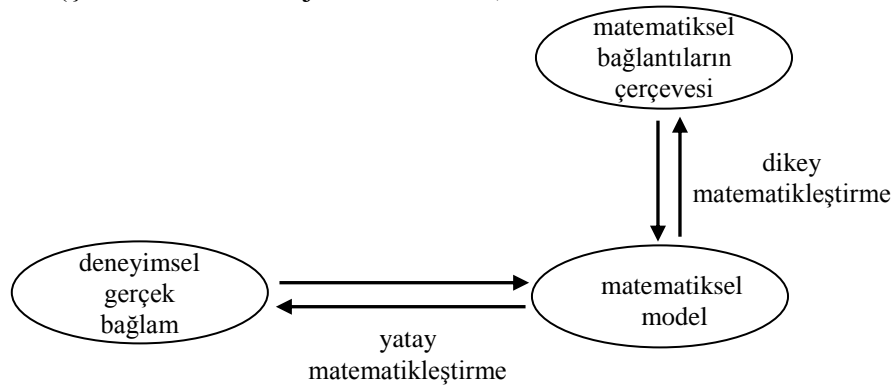 matematiksel
bağlantıların
çerçevesi
dikey
matematikleştirme
deneyimsel
gerçek
bağlam
matematiksel
model
yatay
matematikleştirme